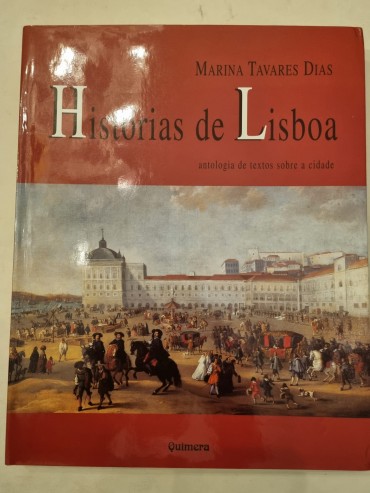 MARINA TAVARES DIAS
Histórias de Lisboa
antologia de textos sobre a cidade
Quimera